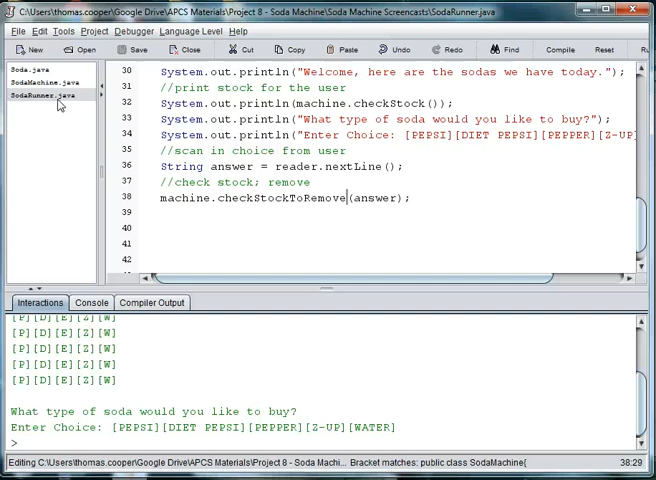 C:\Users\thomas.cooper\Google Drive\APCS Materials\Project 8 - Soda Machine\Soda Machine Screencasts\SodaRunner.java
File Edit Tools Project Debugger Language Level Help
New Open Save Close Cut Copy Paste Undo Redo Find Compile Reset
Soda.java
SodaMachine.java
SodaRunner.java
30 System.out.println("Welcome, here are the sodas we have today.");
31 //print stock for the user
32 System.out.println(machine.checkStock());
33 System.out.println("What type of soda would you like to buy?");
34 System.out.println("Enter Choice: [PEPSI][DIET PEPSI][PEPPER][Z-UP
35 //scan in choice from user
36 String answer = reader.nextLine();
37 //check stock; remove
38 machine.checkStockToRemove(answer);
39
40
41
42
Interactions Console Compiler Output
[P][D][E][Z][W]
[P][D][E][Z][W]
[P][D][E][Z][W]
[P][D][E][Z][W]
[P][D][E][Z][W]
What type of soda would you like to buy?
Enter Choice: [PEPSI][DIET PEPSI][PEPPER][Z-UP][WATER]
>
Editing C:\Users\thomas.cooper\Google Drive\APCS Materials\Project 8 - Soda Machi... Bracket matches: public class SodaMachine{ 38:29